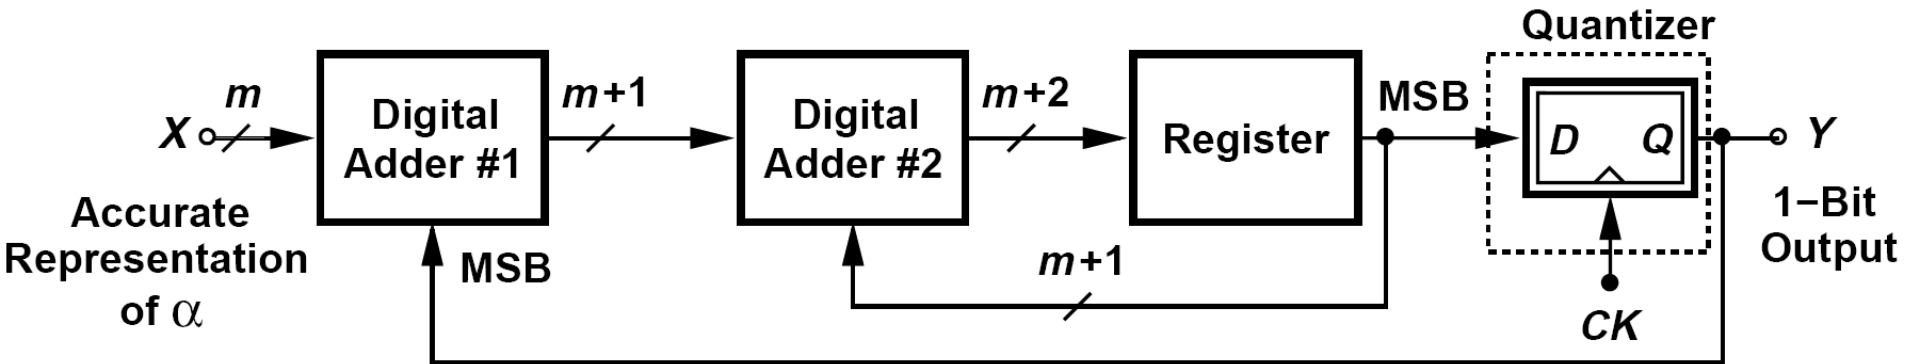 Quantizer
X
m
Digital
Adder #1
m+1
Digital
Adder #2
m+2
Register
MSB
D Q
Y
Accurate
Representation
of α
MSB
m+1
CK
1−Bit
Output